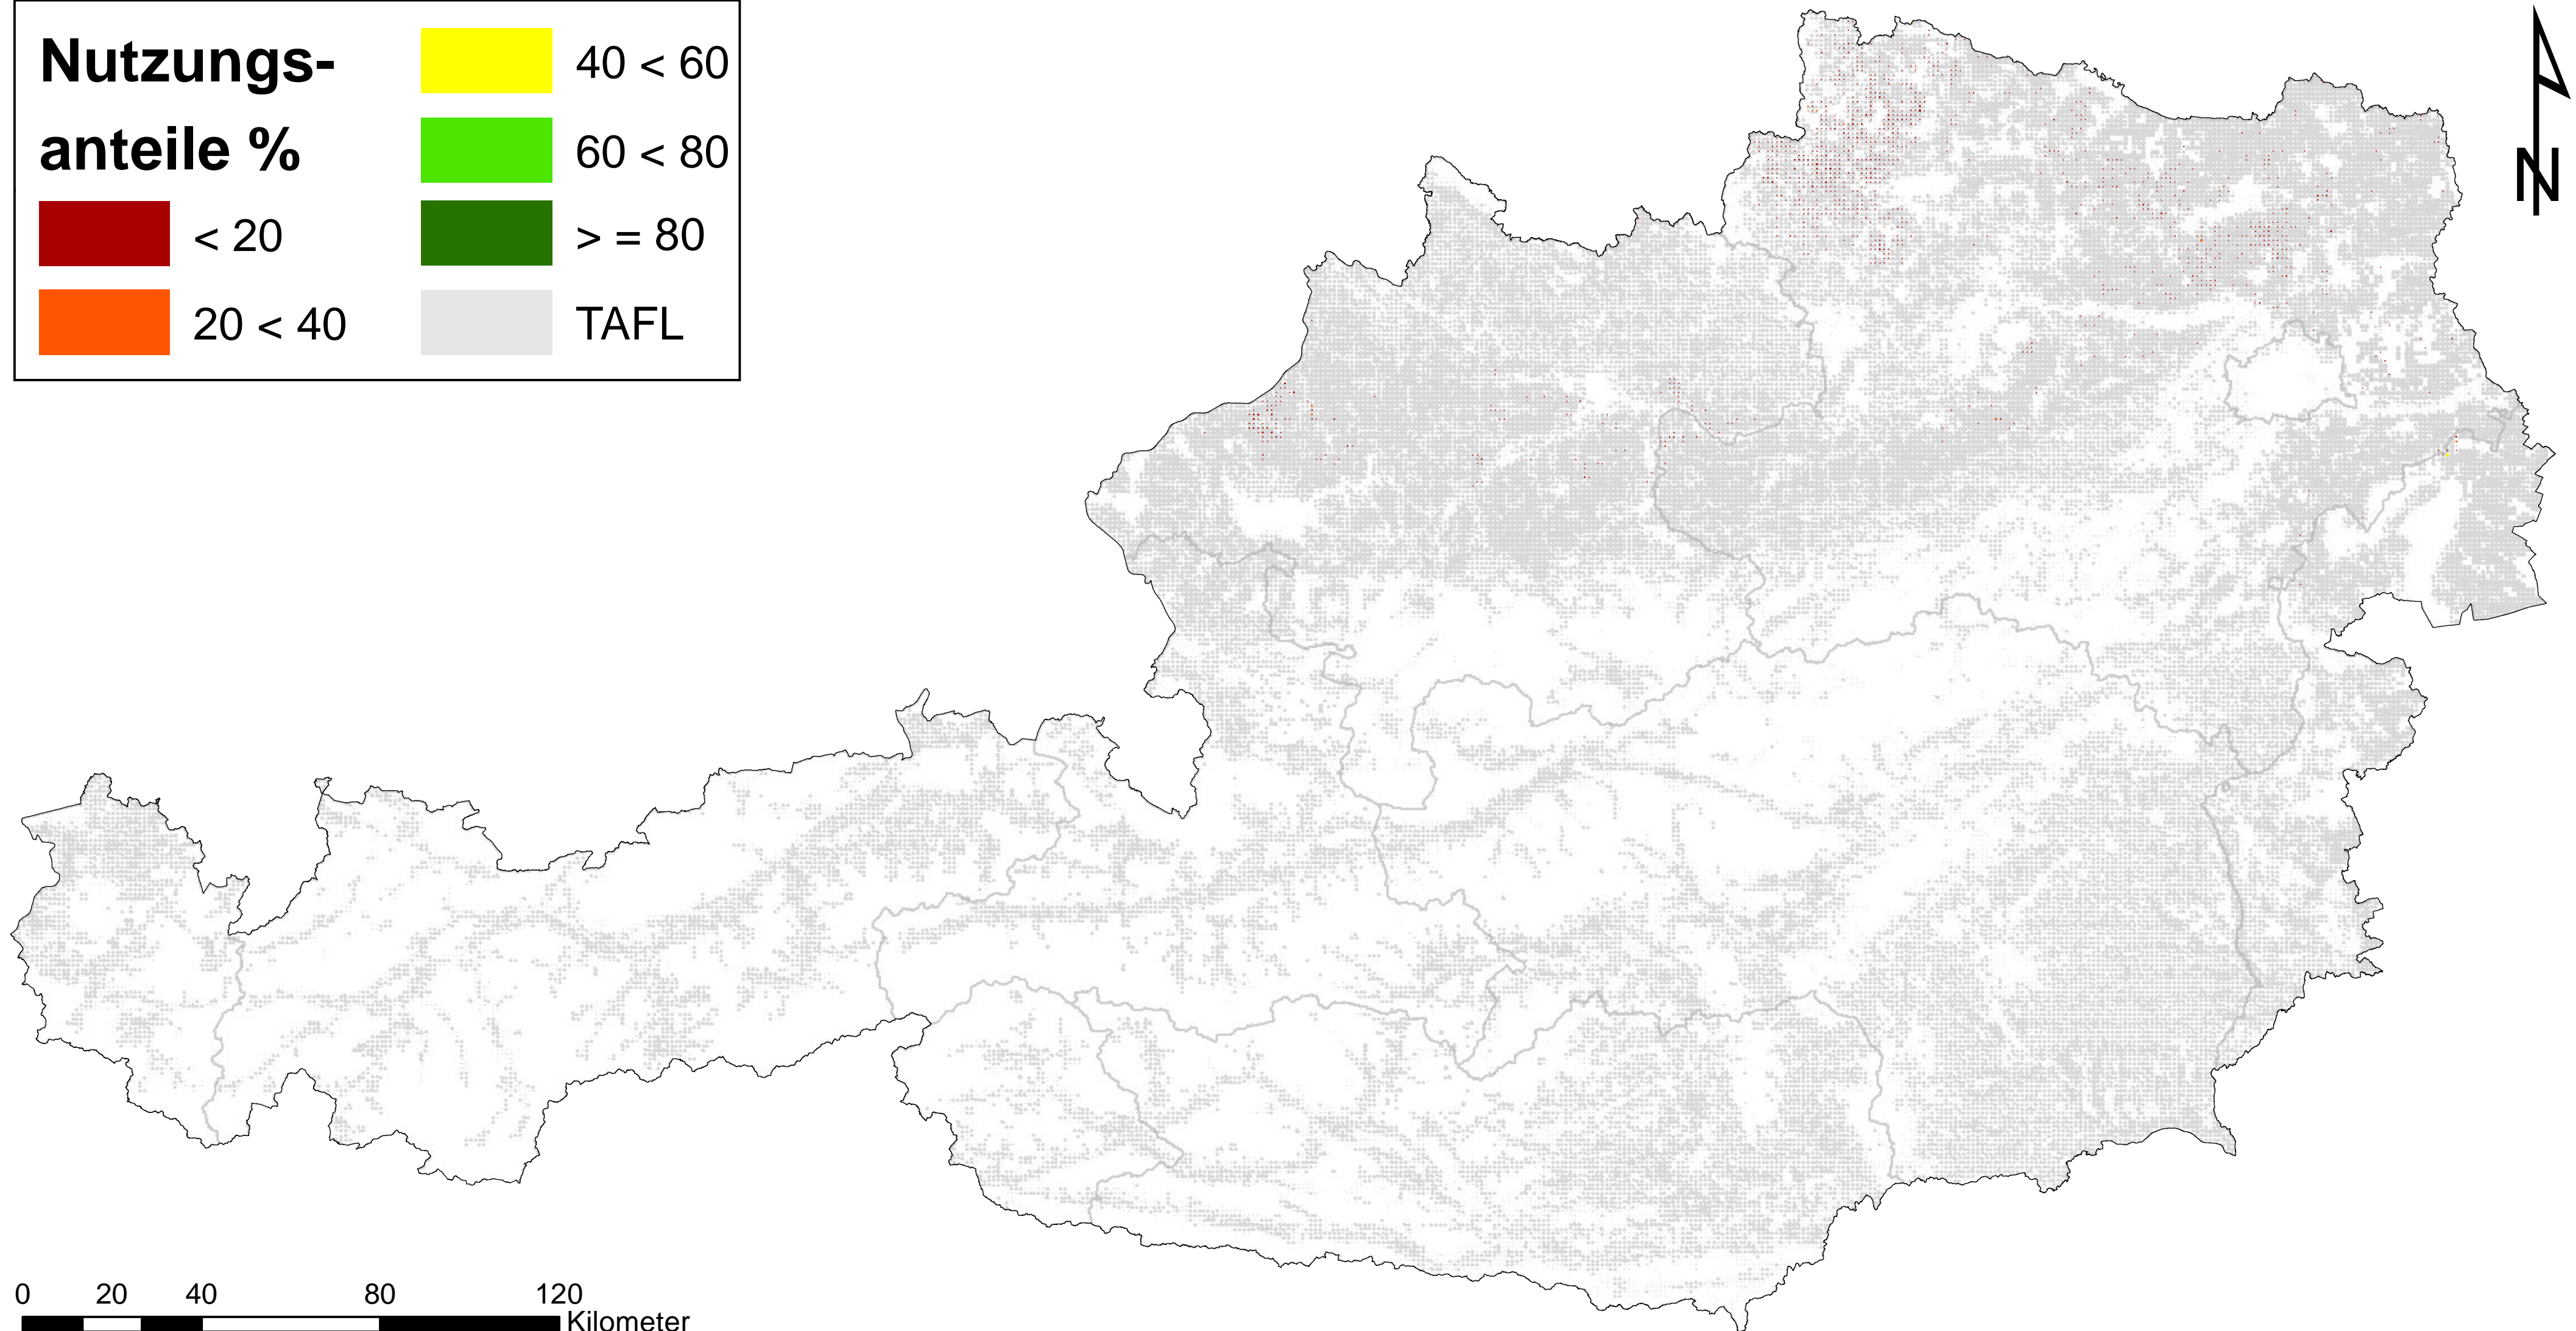 Nutzungs-
anteile %
< 20
20 < 40
40 < 60
60 < 80
> = 80
TAFL
N
0 20 40 80 120
Kilometer